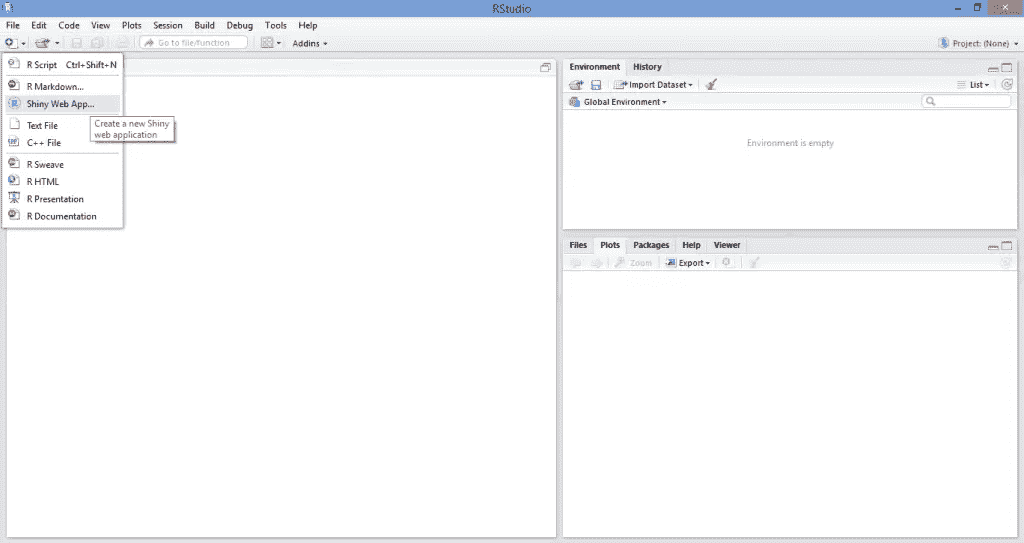 RStudio
File Edit Code View Plots Session Build Debug Tools Help
Go to file/function Addins Project: (None)
R Script Ctrl+Shift+N
R Markdown...
Shiny Web App...
Create a new Shiny
web application
Text File
C++ File
R Sweave
R HTML
R Presentation
R Documentation
Environment History
Import Dataset List
Global Environment
Environment is empty
Files Plots Packages Help Viewer
Zoom Export